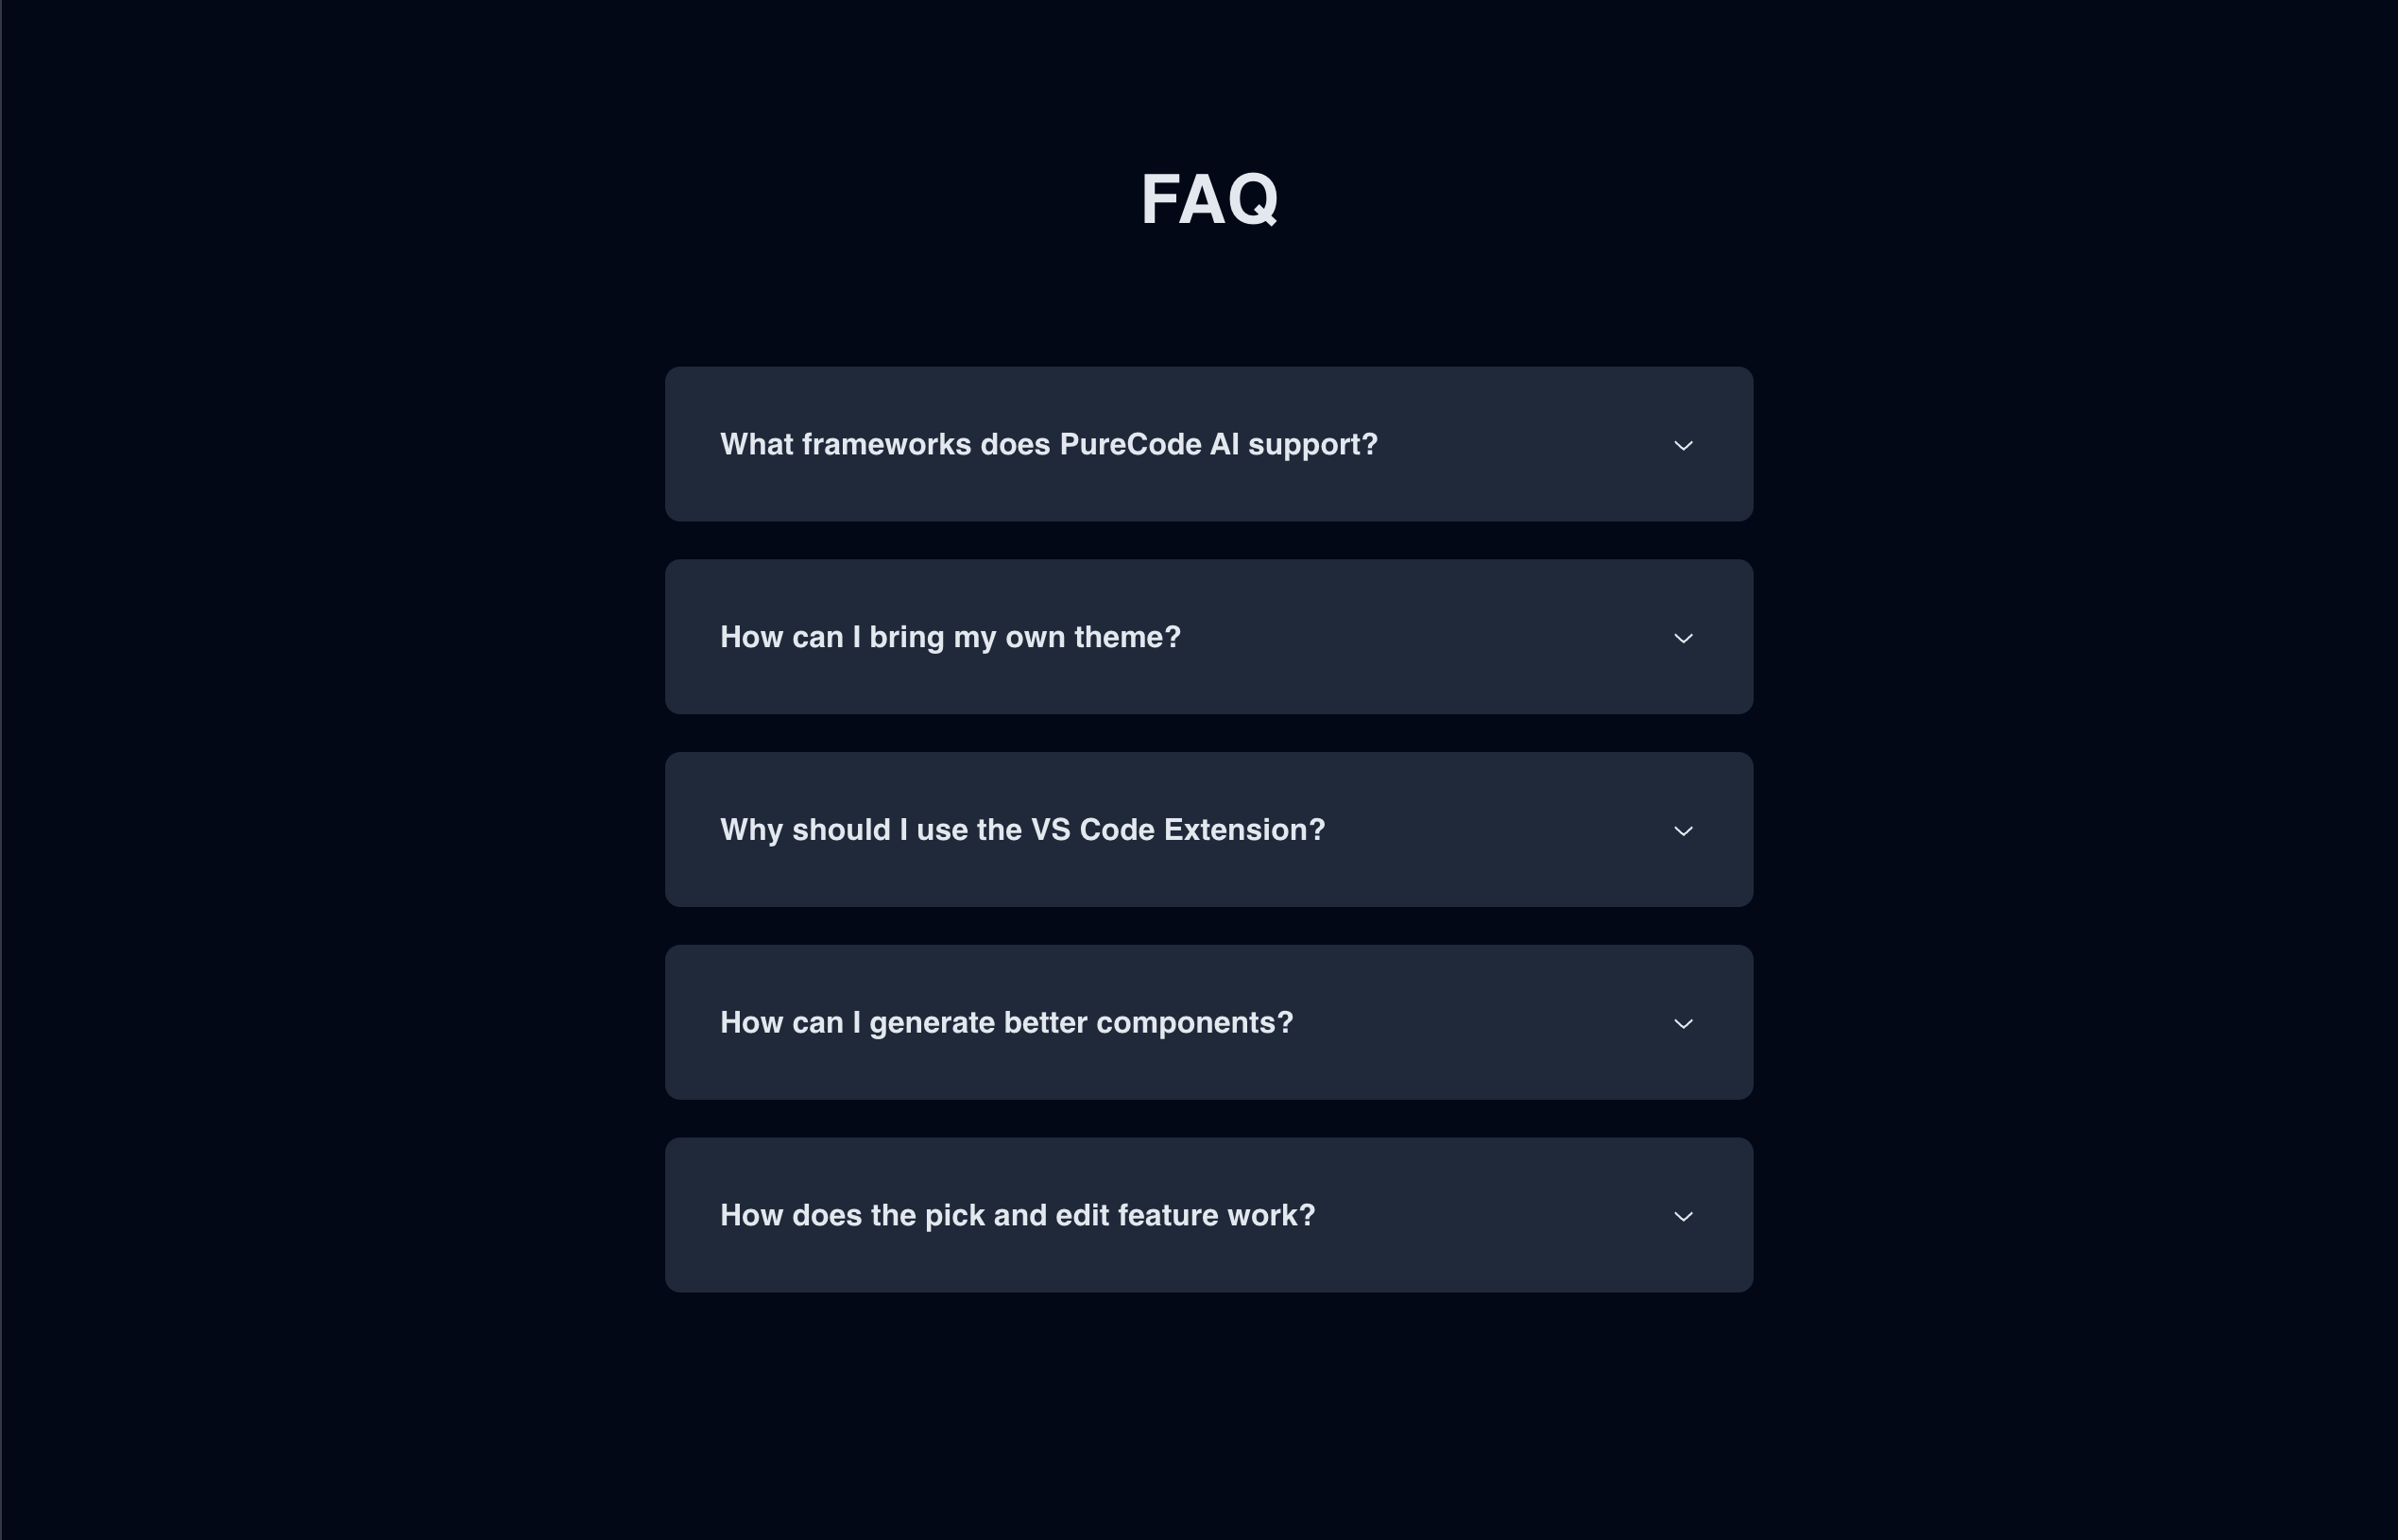 FAQ
What frameworks does PureCode AI support?
How can I bring my own theme?
Why should I use the VS Code Extension?
How can I generate better components?
How does the pick and edit feature work?